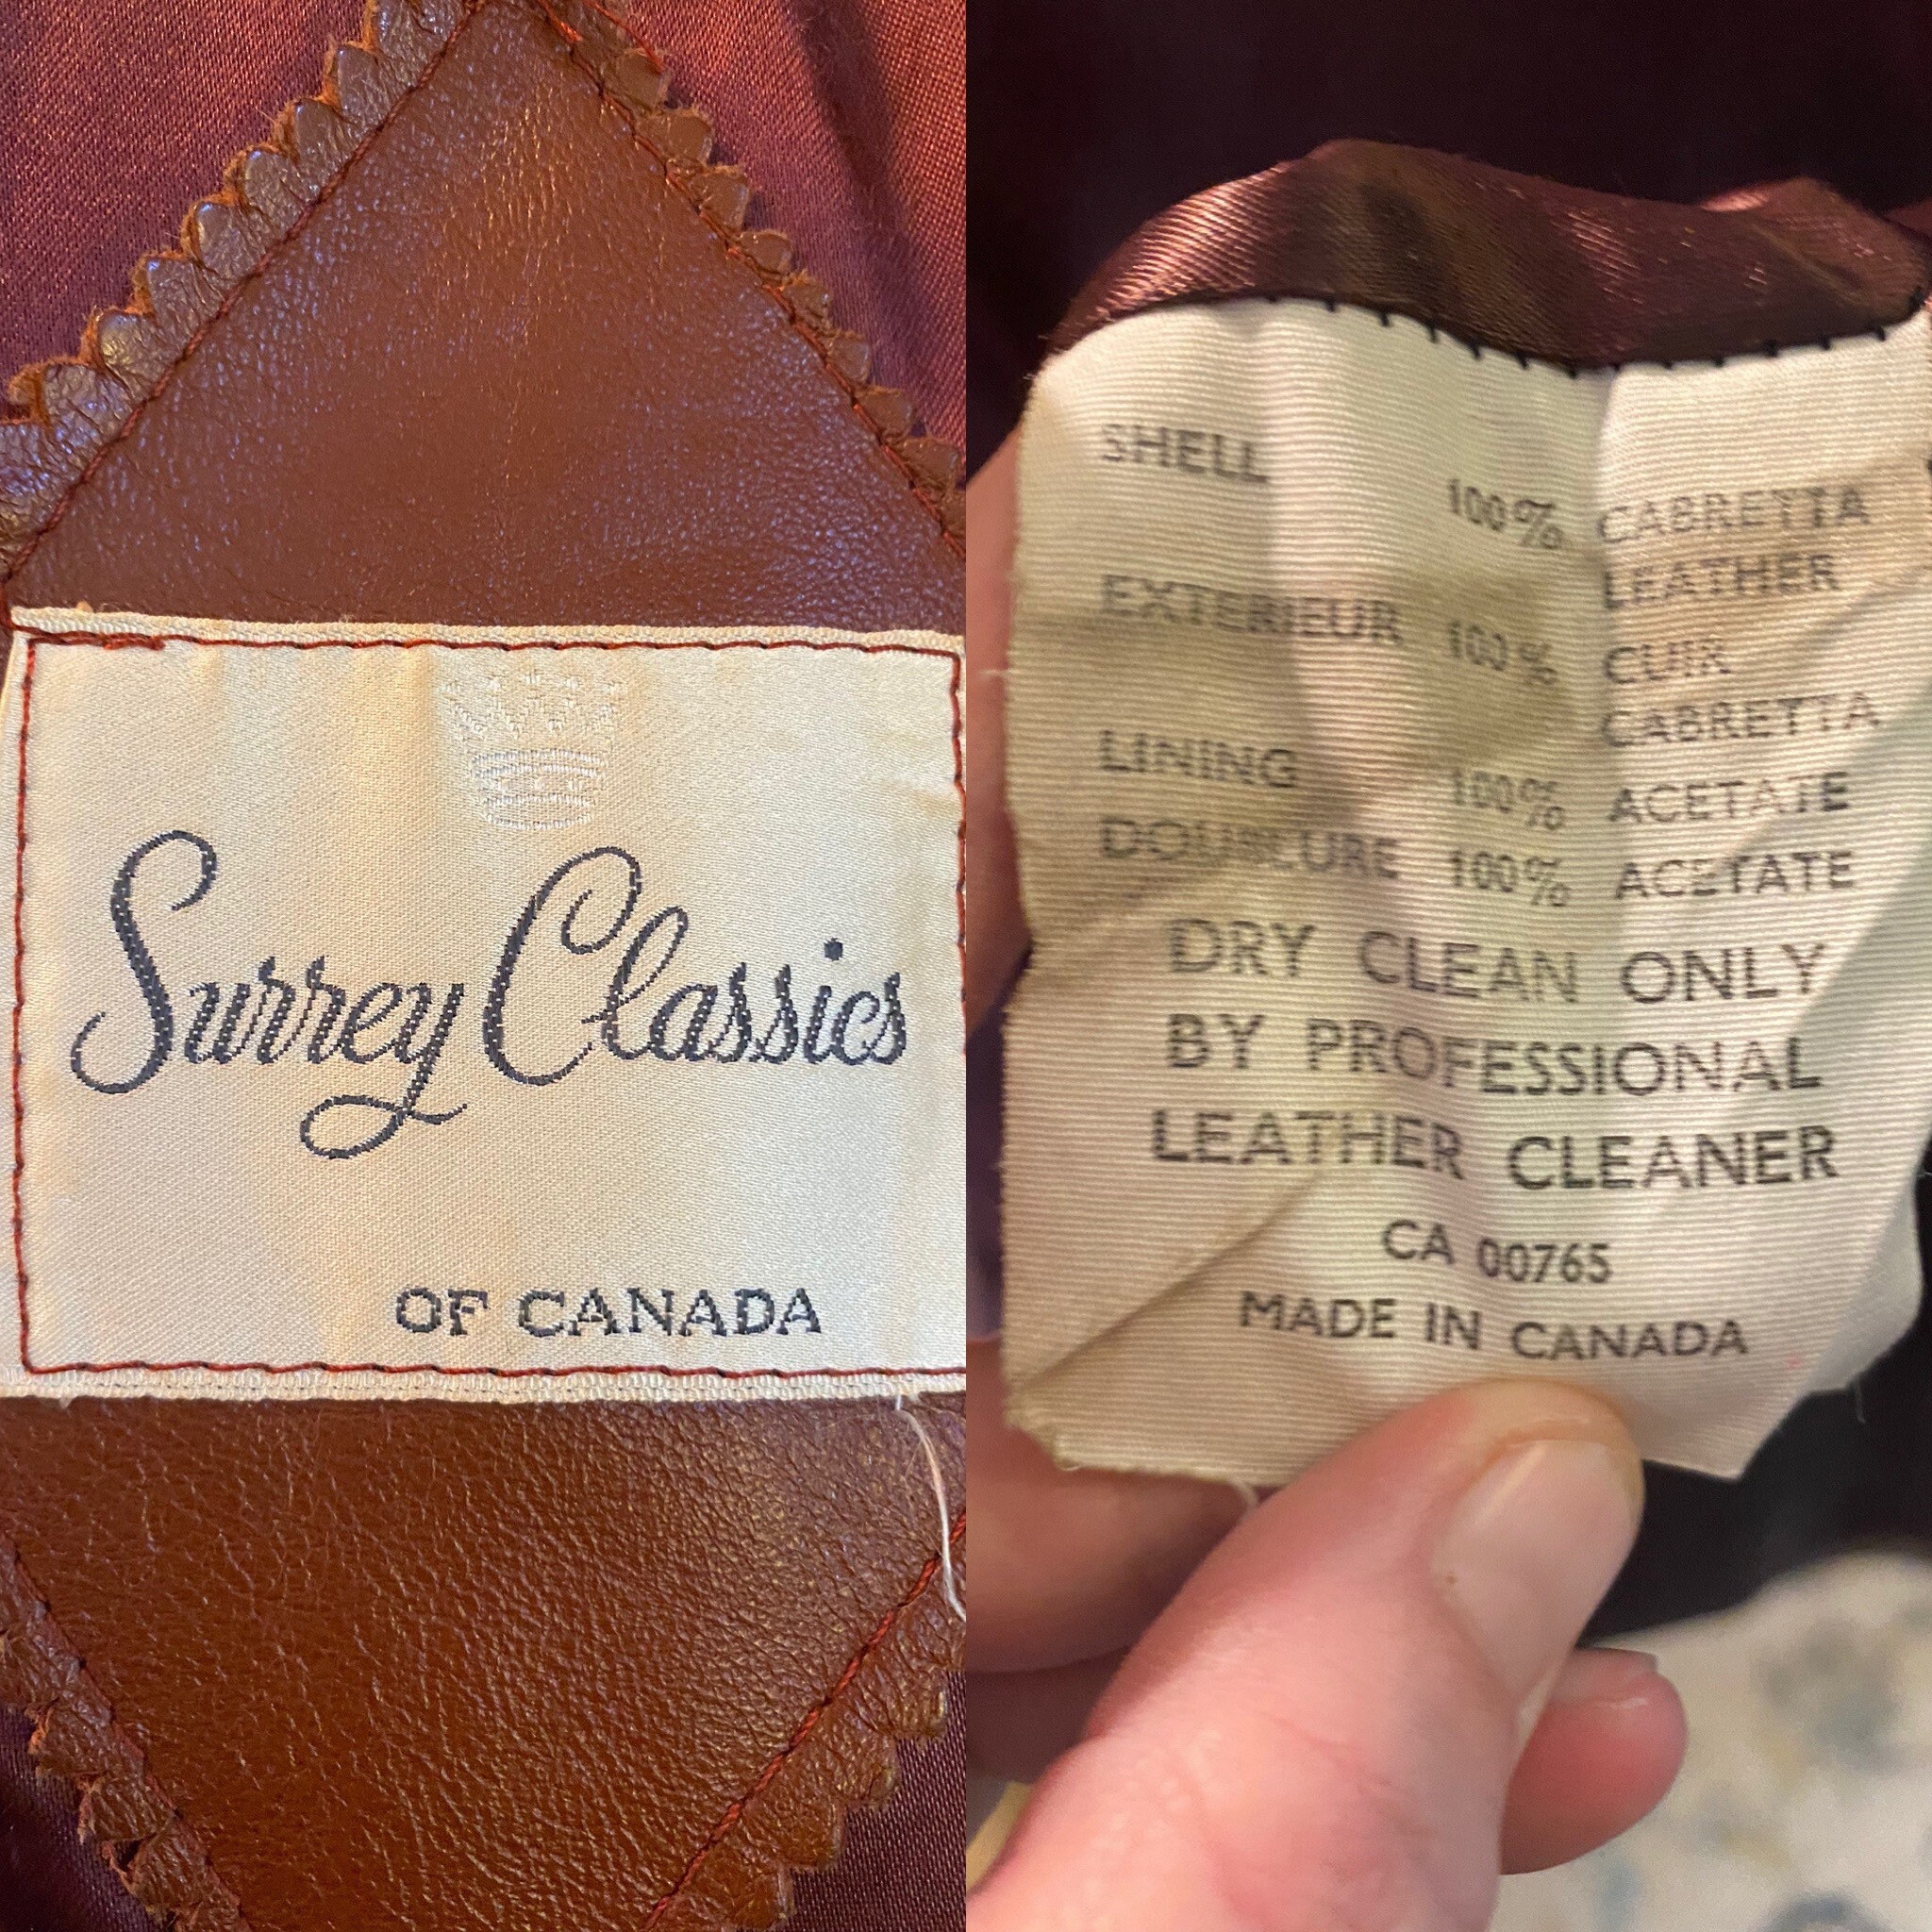 Surrey Classics
OF CANADA
SHELL 100% CABRETTA
LEATHER
EXTERIEUR 100% CUIR
CABRETTA
LINING 100% ACETATE
DOUBLURE 100% ACETATE
DRY CLEAN ONLY
BY PROFESSIONAL
LEATHER CLEANER
CA 00765
MADE IN CANADA